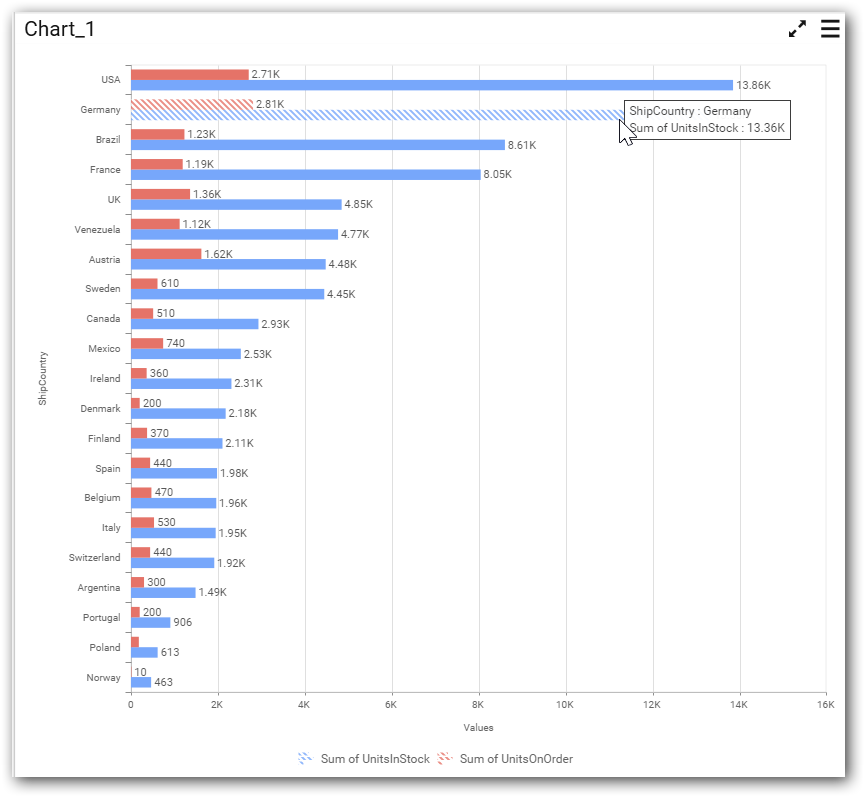 Chart_1
USA
2.71K
13.86K
Germany
2.81K
ShipCountry : Germany
Sum of UnitsInStock : 13.36K
Brazil
1.23K
8.61K
France
1.19K
8.05K
UK
1.36K
4.85K
Venezuela
1.12K
4.77K
Austria
1.62K
4.48K
Sweden
610
4.45K
Canada
510
2.93K
Mexico
740
2.53K
Ireland
360
2.31K
Denmark
200
2.18K
Finland
370
2.11K
Spain
440
1.98K
Belgium
470
1.96K
Italy
530
1.95K
Switzerland
440
1.92K
Argentina
300
1.49K
Portugal
200
906
Poland
613
Norway
10
463
ShipCountry
0 2K 4K 6K 8K 10K 12K 14K 16K
Values
Sum of UnitsInStock Sum of UnitsOnOrder